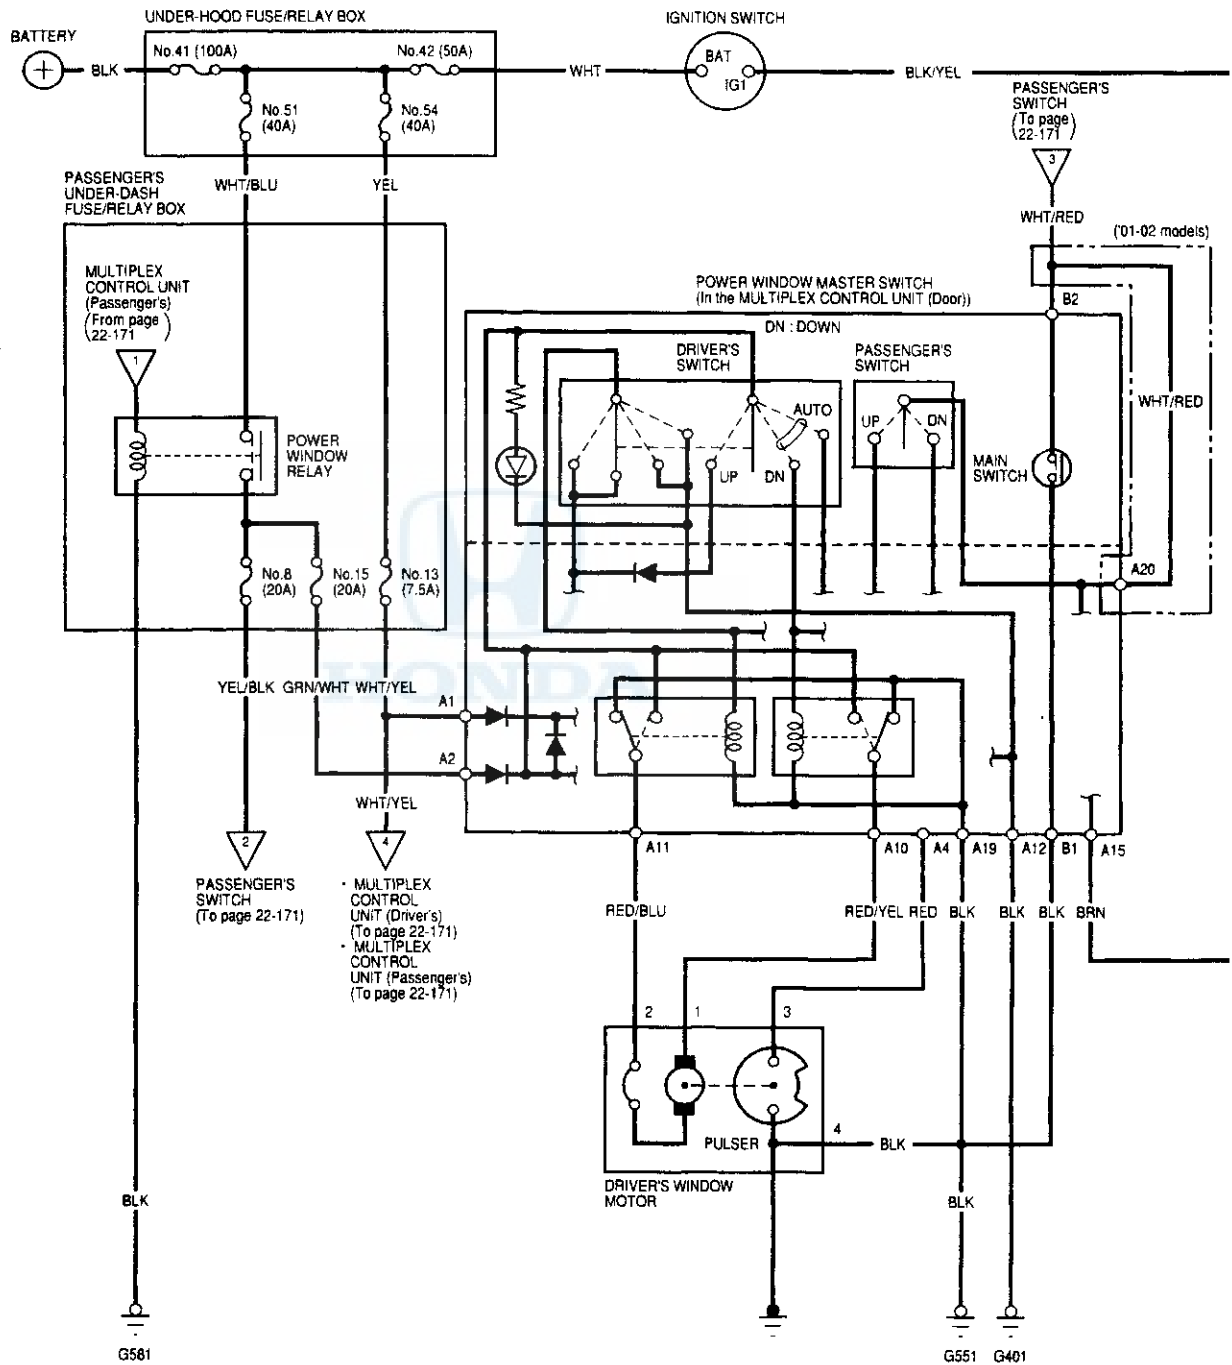 UNDER-HOOD FUSE/RELAY BOX
IGNITION SWITCH
BATTERY
No.41 (100A)
No.42 (50A)
BAT
IG1
BLK
WHT
BLK/YEL
No.51
(40A)
No.54
(40A)
PASSENGER'S
SWITCH
(To page
22-171)
3
PASSENGER'S
UNDER-DASH
FUSE/RELAY BOX
WHT/BLU
YEL
WHT/RED
('01-02 models)
MULTIPLEX
CONTROL UNIT
(Passenger's)
(From page
22-171)
1
POWER WINDOW MASTER SWITCH
(In the MULTIPLEX CONTROL UNIT (Door))
B2
DN : DOWN
DRIVER'S
SWITCH
PASSENGER'S
SWITCH
AUTO
WHT/RED
UP
DN
UP
DN
POWER
WINDOW
RELAY
MAIN
SWITCH
HONDA
No.8
(20A)
No.15
(20A)
No.13
(7.5A)
A20
YEL/BLK
GRN/WHT
WHT/YEL
A1
A2
WHT/YEL
2
4
A11
A10
A4
A19
A12
B1
A15
PASSENGER'S
SWITCH
(To page 22-171)
· MULTIPLEX
CONTROL
UNIT (Driver's)
(To page 22-171)
· MULTIPLEX
CONTROL
UNIT (Passenger's)
(To page 22-171)
RED/BLU
RED/YEL
RED
BLK
BLK
BLK
BRN
2
1
3
PULSER
4
BLK
DRIVER'S WINDOW
MOTOR
BLK
BLK
G581
G551
G401